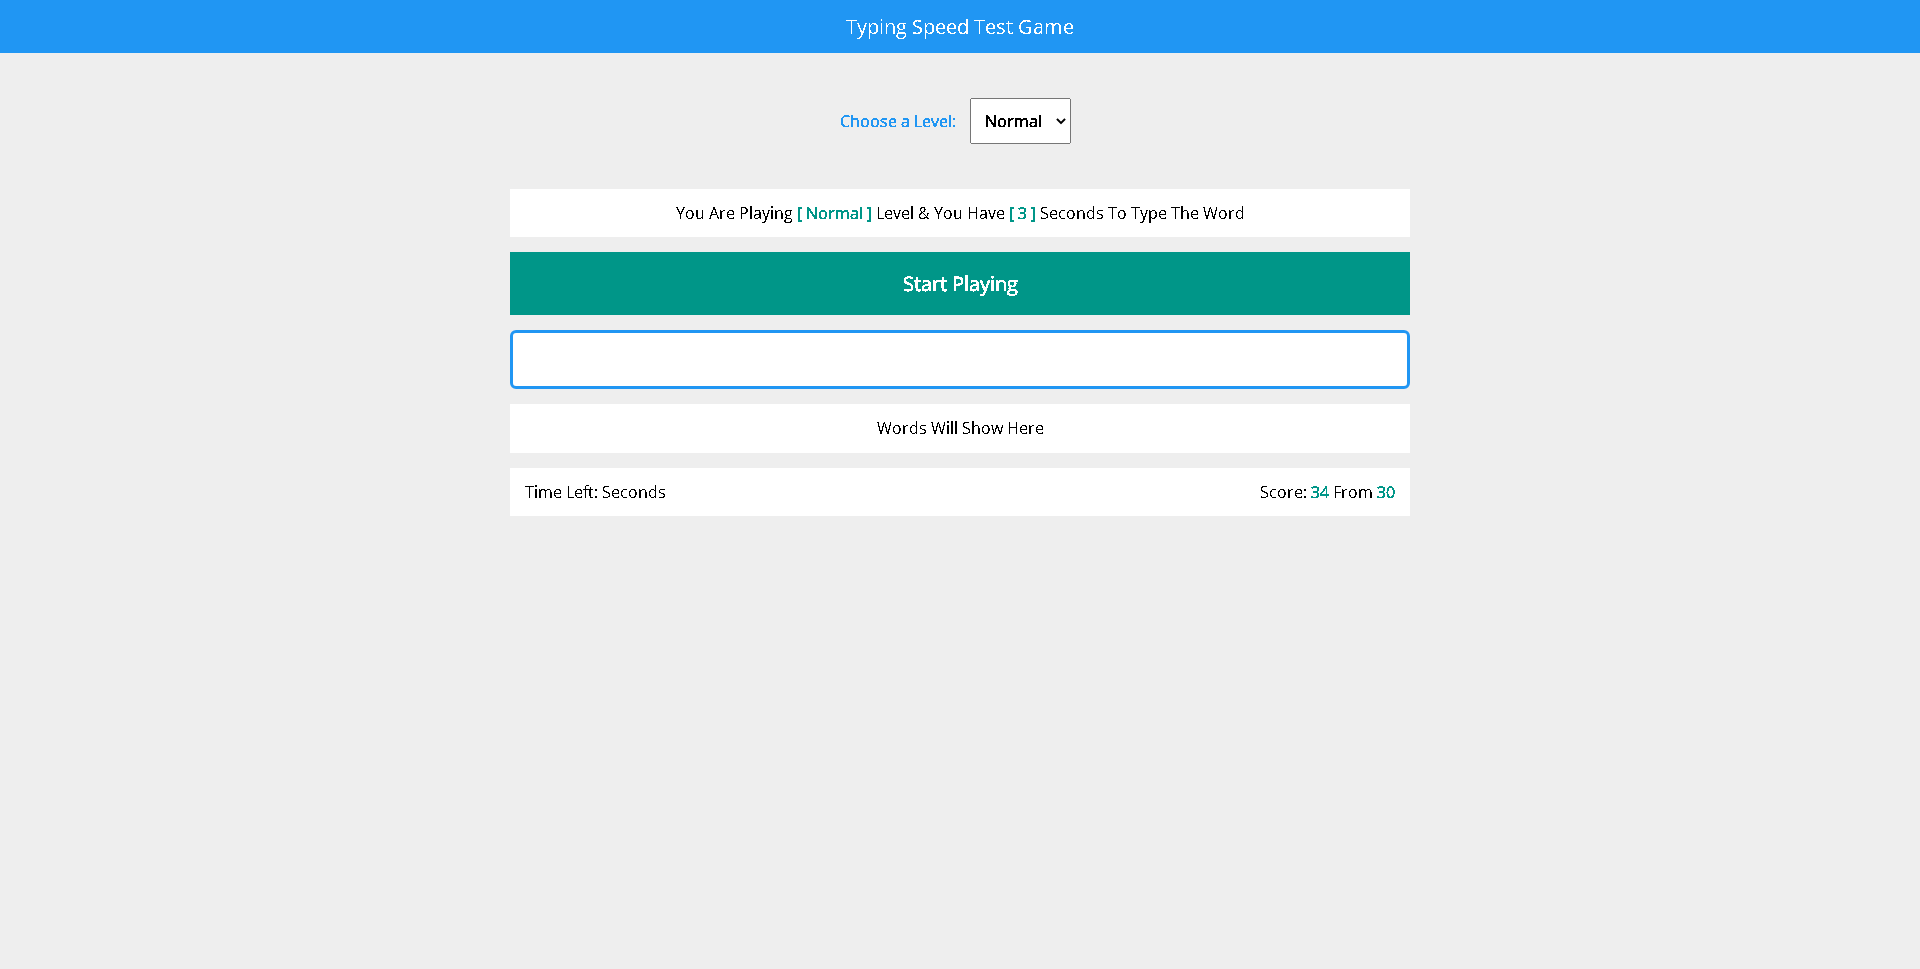 Typing Speed Test Game
Choose a Level: Normal
You Are Playing [ Normal ] Level & You Have [ 3 ] Seconds To Type The Word
Start Playing
Words Will Show Here
Time Left: Seconds Score: 34 From 30